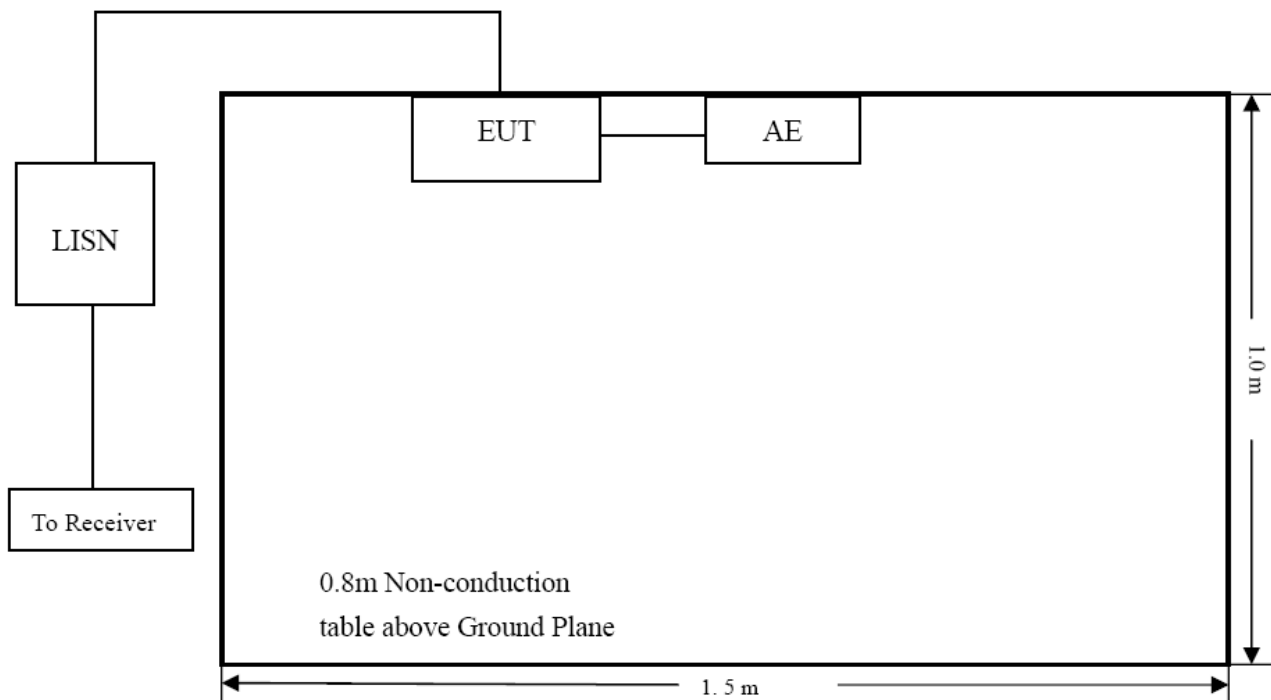 EUT
AE
LISN
1.0 m
To Receiver
0.8m Non-conduction
table above Ground Plane
1. 5 m